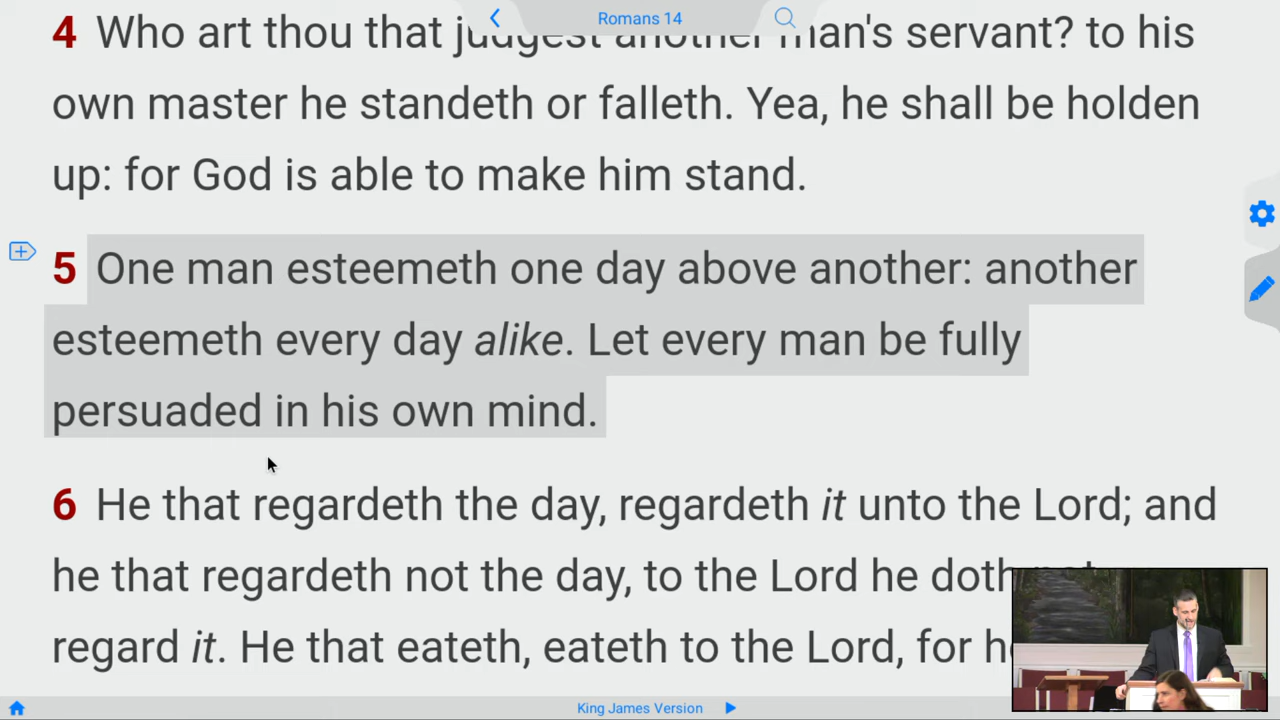 Romans 14
4 Who art thou that judgest another man's servant? to his
own master he standeth or falleth. Yea, he shall be holden
up: for God is able to make him stand.
5 One man esteemeth one day above another: another
esteemeth every day alike. Let every man be fully
persuaded in his own mind.
6 He that regardeth the day, regardeth it unto the Lord; and
he that regardeth not the day, to the Lord he doth not
regard it. He that eateth, eateth to the Lord, for
King James Version